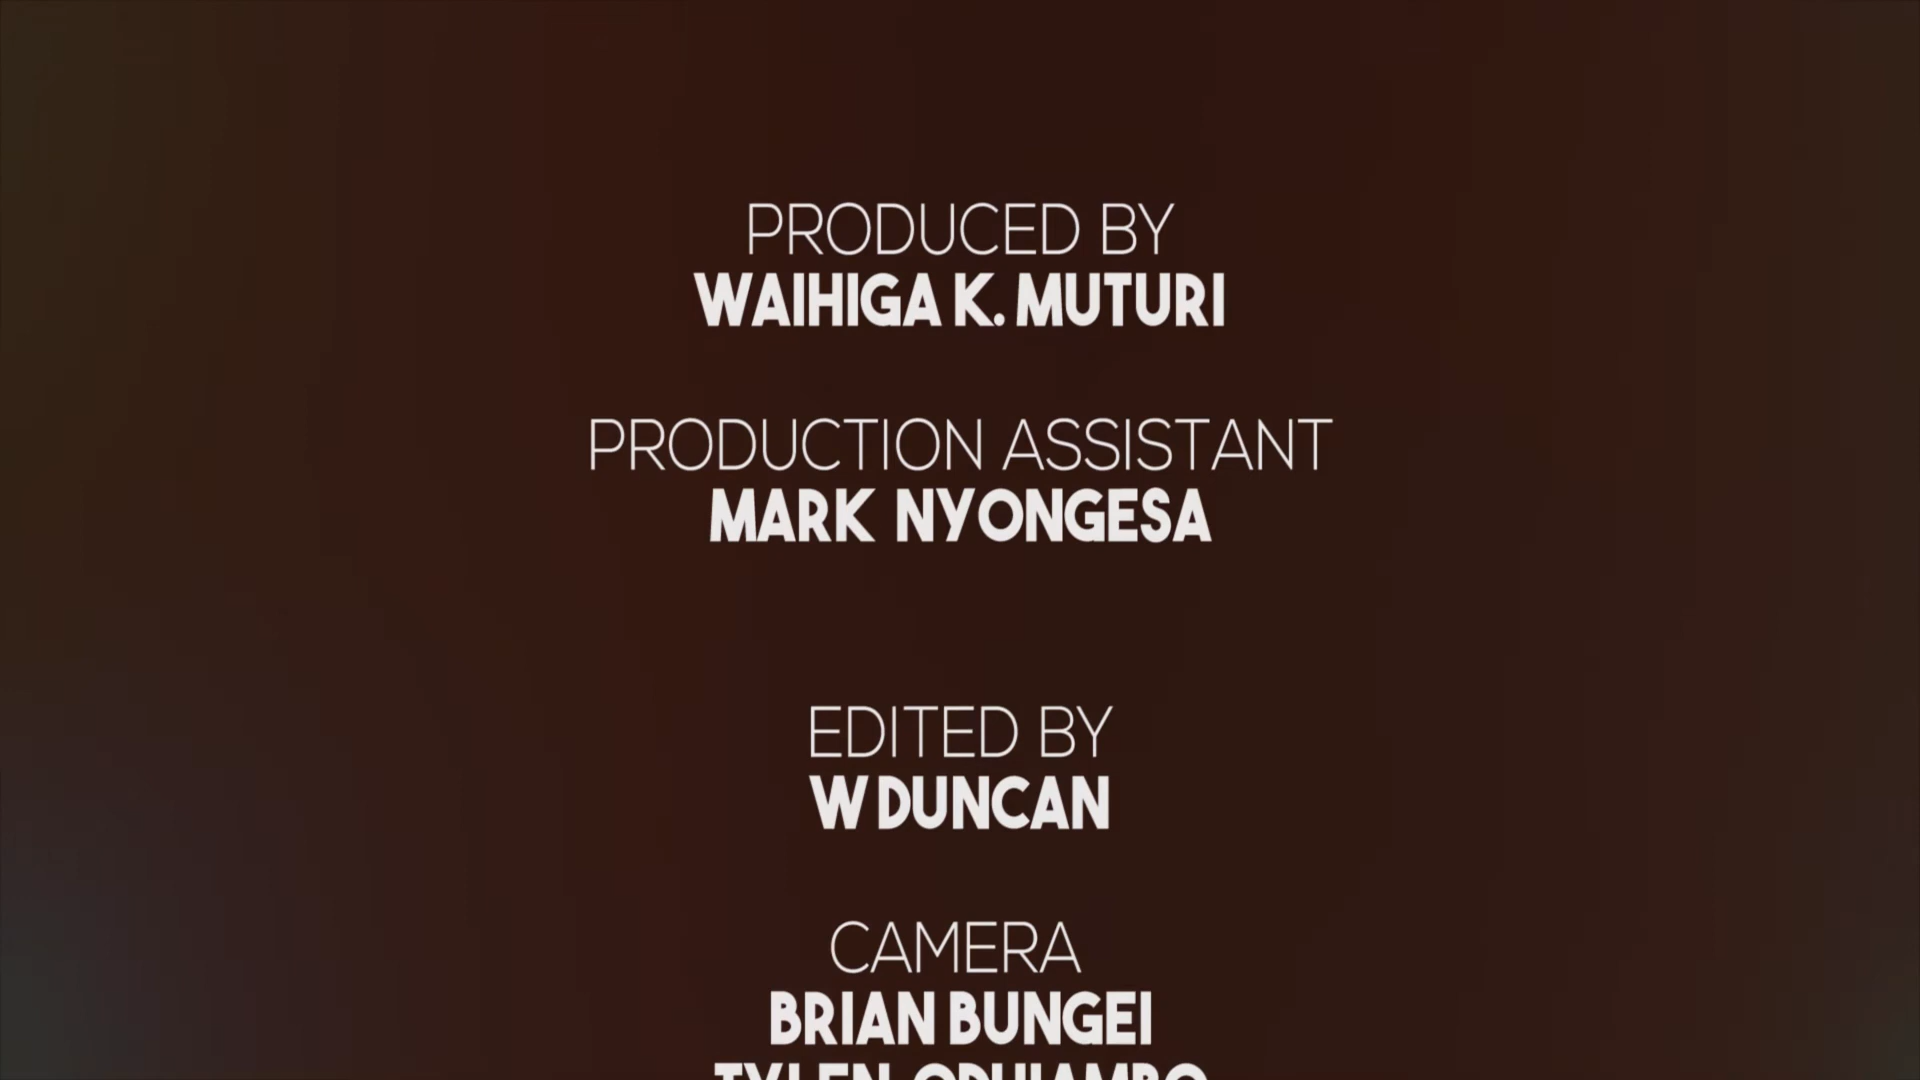 PRODUCED BY
WAIHIGA K. MUTURI
PRODUCTION ASSISTANT
MARK NYONGESA
EDITED BY
W DUNCAN
CAMERA
BRIAN BUNGEI